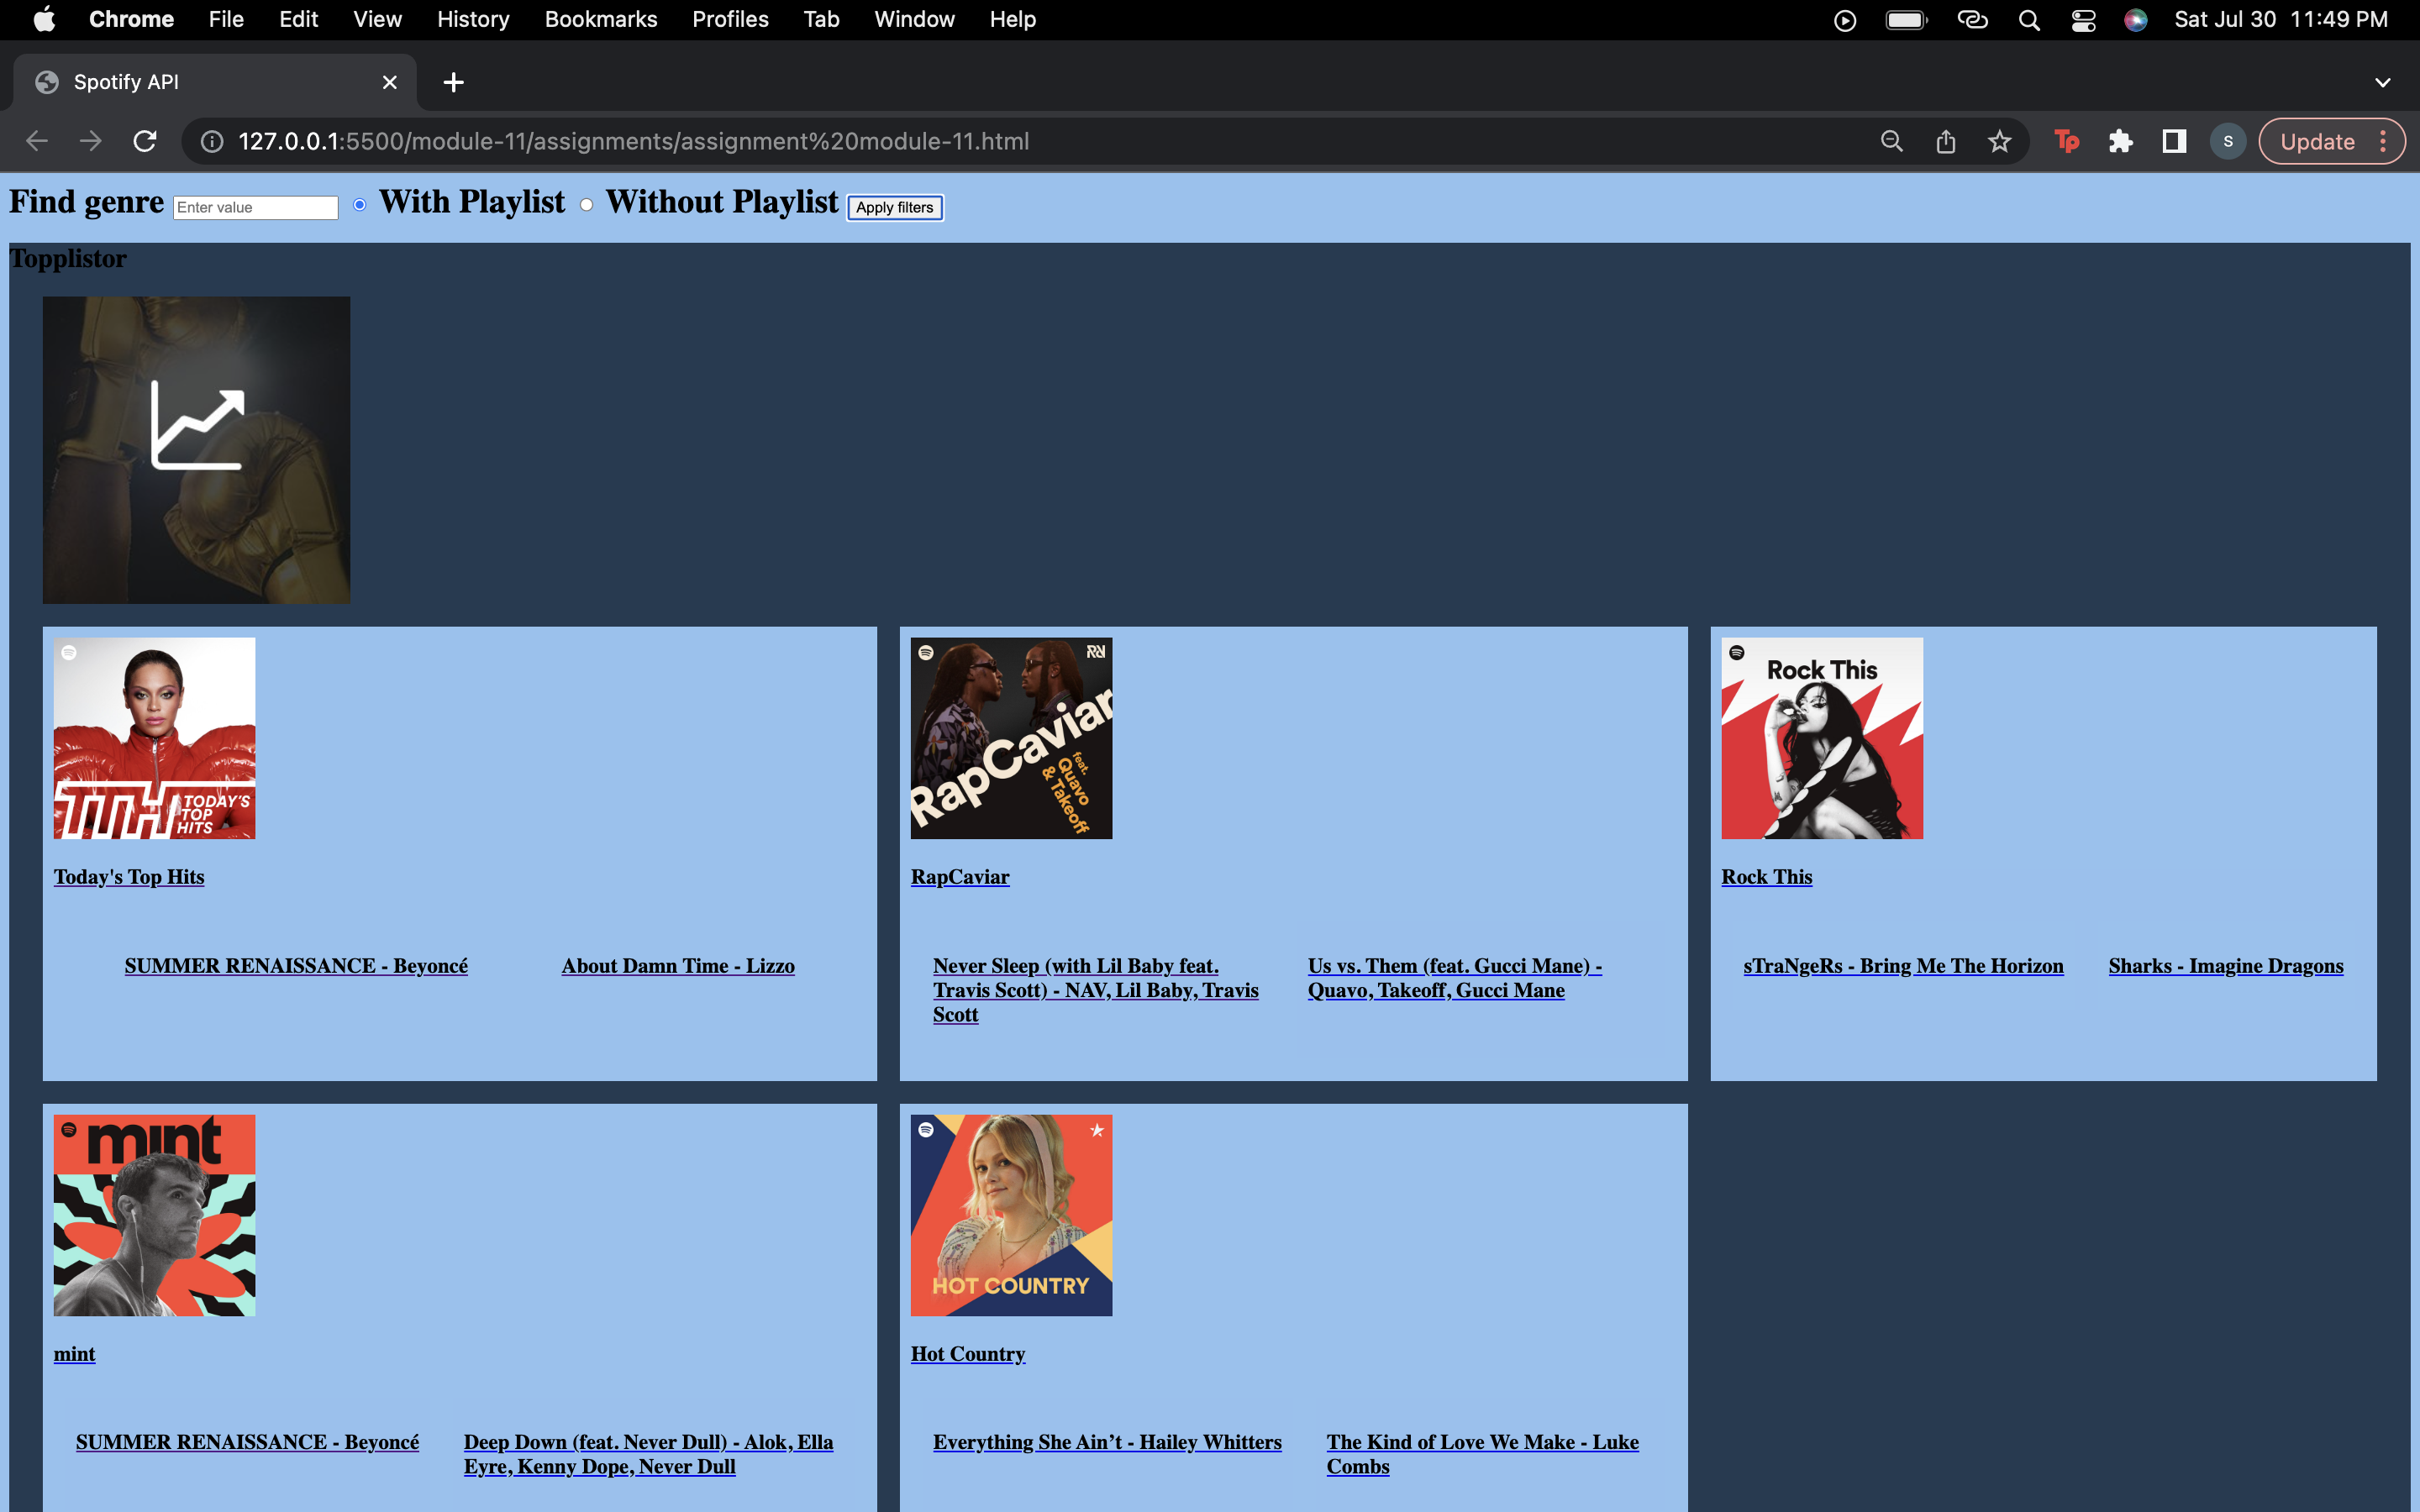 Chrome File Edit View History Bookmarks Profiles Tab Window Help Sat Jul 30 11:49 PM
Spotify API
127.0.0.1:5500/module-11/assignments/assignment%20module-11.html Tp S Update
Find genre Enter value With Playlist Without Playlist Apply filters
Topplistor
TTH TODAY'S
TOP
HITS
RapCaviar
feat.
Quavo
& Takeoff
Rock This
Today's Top Hits
RapCaviar
Rock This
SUMMER RENAISSANCE - Beyoncé
About Damn Time - Lizzo
Never Sleep (with Lil Baby feat.
Travis Scott) - NAV, Lil Baby, Travis
Scott
Us vs. Them (feat. Gucci Mane) -
Quavo, Takeoff, Gucci Mane
sTraNgeRs - Bring Me The Horizon
Sharks - Imagine Dragons
mint
HOT COUNTRY
mint
Hot Country
SUMMER RENAISSANCE - Beyoncé
Deep Down (feat. Never Dull) - Alok, Ella
Eyre, Kenny Dope, Never Dull
Everything She Ain’t - Hailey Whitters
The Kind of Love We Make - Luke
Combs